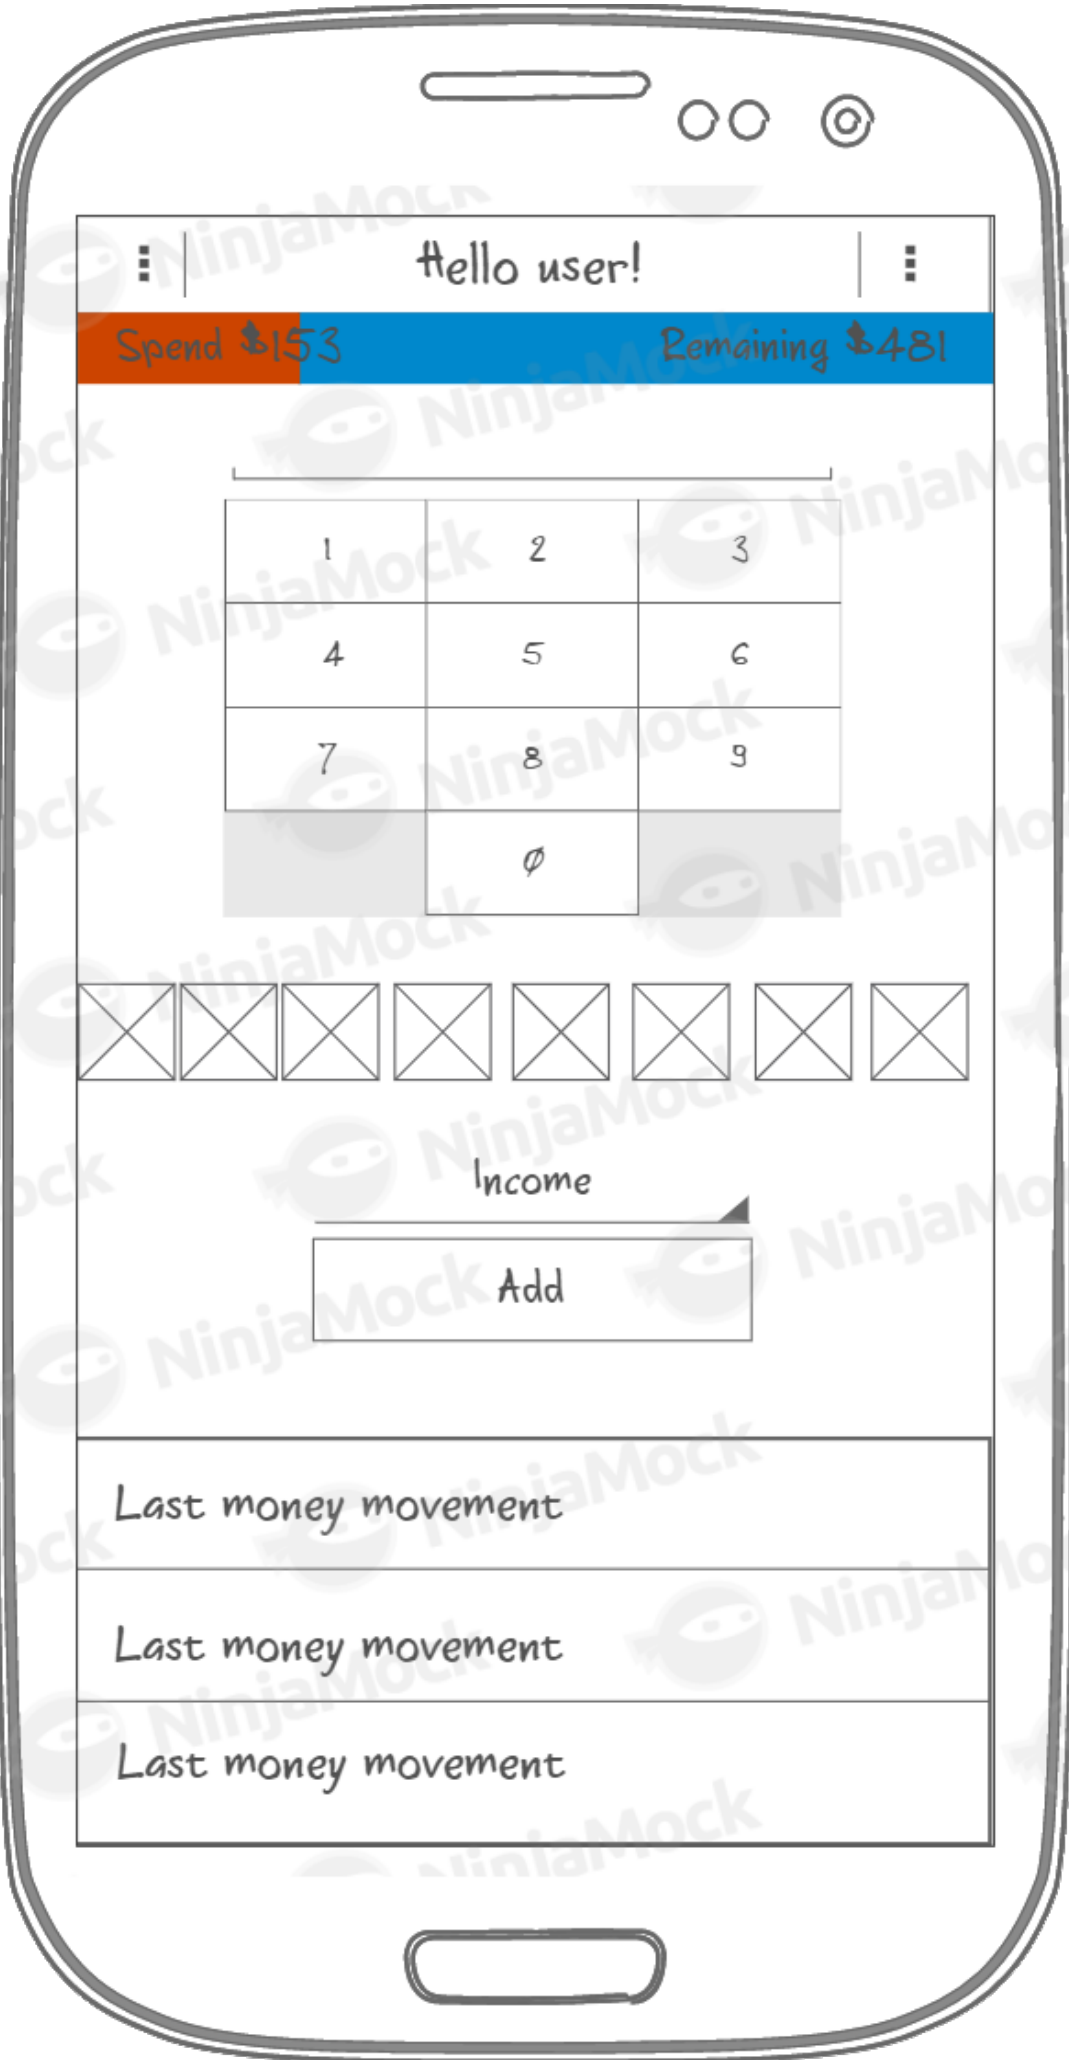 Hello user!
Spend $153 Remaining $481
1 2 3
4 5 6
7 8 9
0
Income
Add
Last money movement
Last money movement
Last money movement
NinjaMock